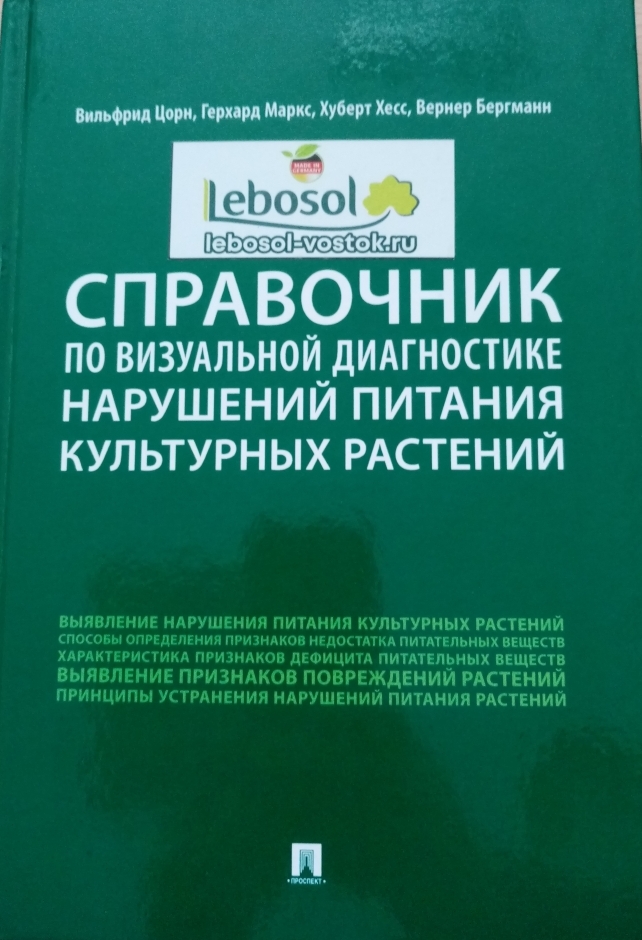 Вильфрид Цорн, Герхард Маркс, Хуберт Хесс, Вернер Бергманн
MADE IN
GERMANY
Lebosol
lebosol-vostok.ru
СПРАВОЧНИК
ПО ВИЗУАЛЬНОЙ ДИАГНОСТИКЕ
НАРУШЕНИЙ ПИТАНИЯ
КУЛЬТУРНЫХ РАСТЕНИЙ
ВЫЯВЛЕНИЕ НАРУШЕНИЯ ПИТАНИЯ КУЛЬТУРНЫХ РАСТЕНИЙ
СПОСОБЫ ОПРЕДЕЛЕНИЯ ПРИЗНАКОВ НЕДОСТАТКА ПИТАТЕЛЬНЫХ ВЕЩЕСТВ
ХАРАКТЕРИСТИКА ПРИЗНАКОВ ДЕФИЦИТА ПИТАТЕЛЬНЫХ ВЕЩЕСТВ
ВЫЯВЛЕНИЕ ПРИЗНАКОВ ПОВРЕЖДЕНИЙ РАСТЕНИЙ
ПРИНЦИПЫ УСТРАНЕНИЯ НАРУШЕНИЙ ПИТАНИЯ РАСТЕНИЙ
• ПРОСПЕКТ •